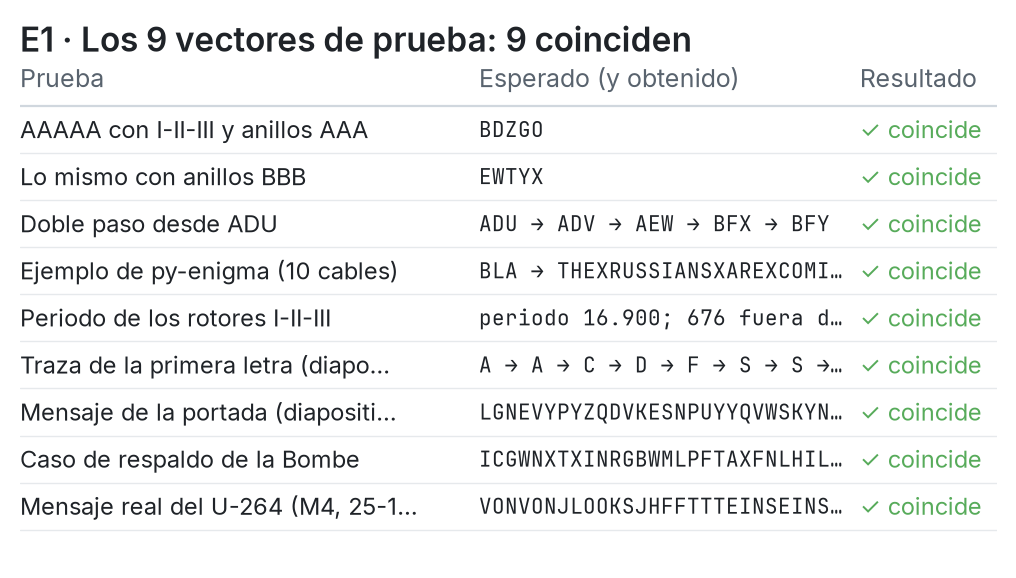 E1 · Los 9 vectores de prueba: 9 coinciden
Prueba Esperado (y obtenido) Resultado
AAAAA con I-II-III y anillos AAA BDZGO ✓ coincide
Lo mismo con anillos BBB EWTYX ✓ coincide
Doble paso desde ADU ADU → ADV → AEW → BFX → BFY ✓ coincide
Ejemplo de py-enigma (10 cables) BLA → THEXRUSSIANSXAREXCOMI… ✓ coincide
Periodo de los rotores I-II-III periodo 16.900; 676 fuera d… ✓ coincide
Traza de la primera letra (diapo… A → A → C → D → F → S → S →… ✓ coincide
Mensaje de la portada (diapositi… LGNEVYPYZQDVKESNPUYYQVWSKYN… ✓ coincide
Caso de respaldo de la Bombe ICGWNXTXINRGBWMLPFTAXFNLHIL… ✓ coincide
Mensaje real del U-264 (M4, 25-1… VONVONJLOOKSJHFFTTTEINSEINS… ✓ coincide